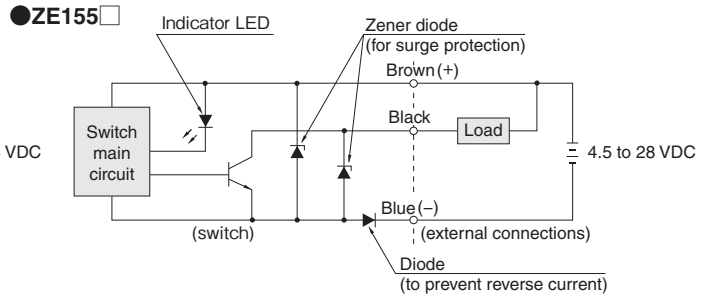 ●ZE155□
Indicator LED
Zener diode
(for surge protection)
Brown (+)
Black
Switch
main
circuit
Load
VDC
4.5 to 28 VDC
Blue (–)
(switch)
(external connections)
Diode
(to prevent reverse current)